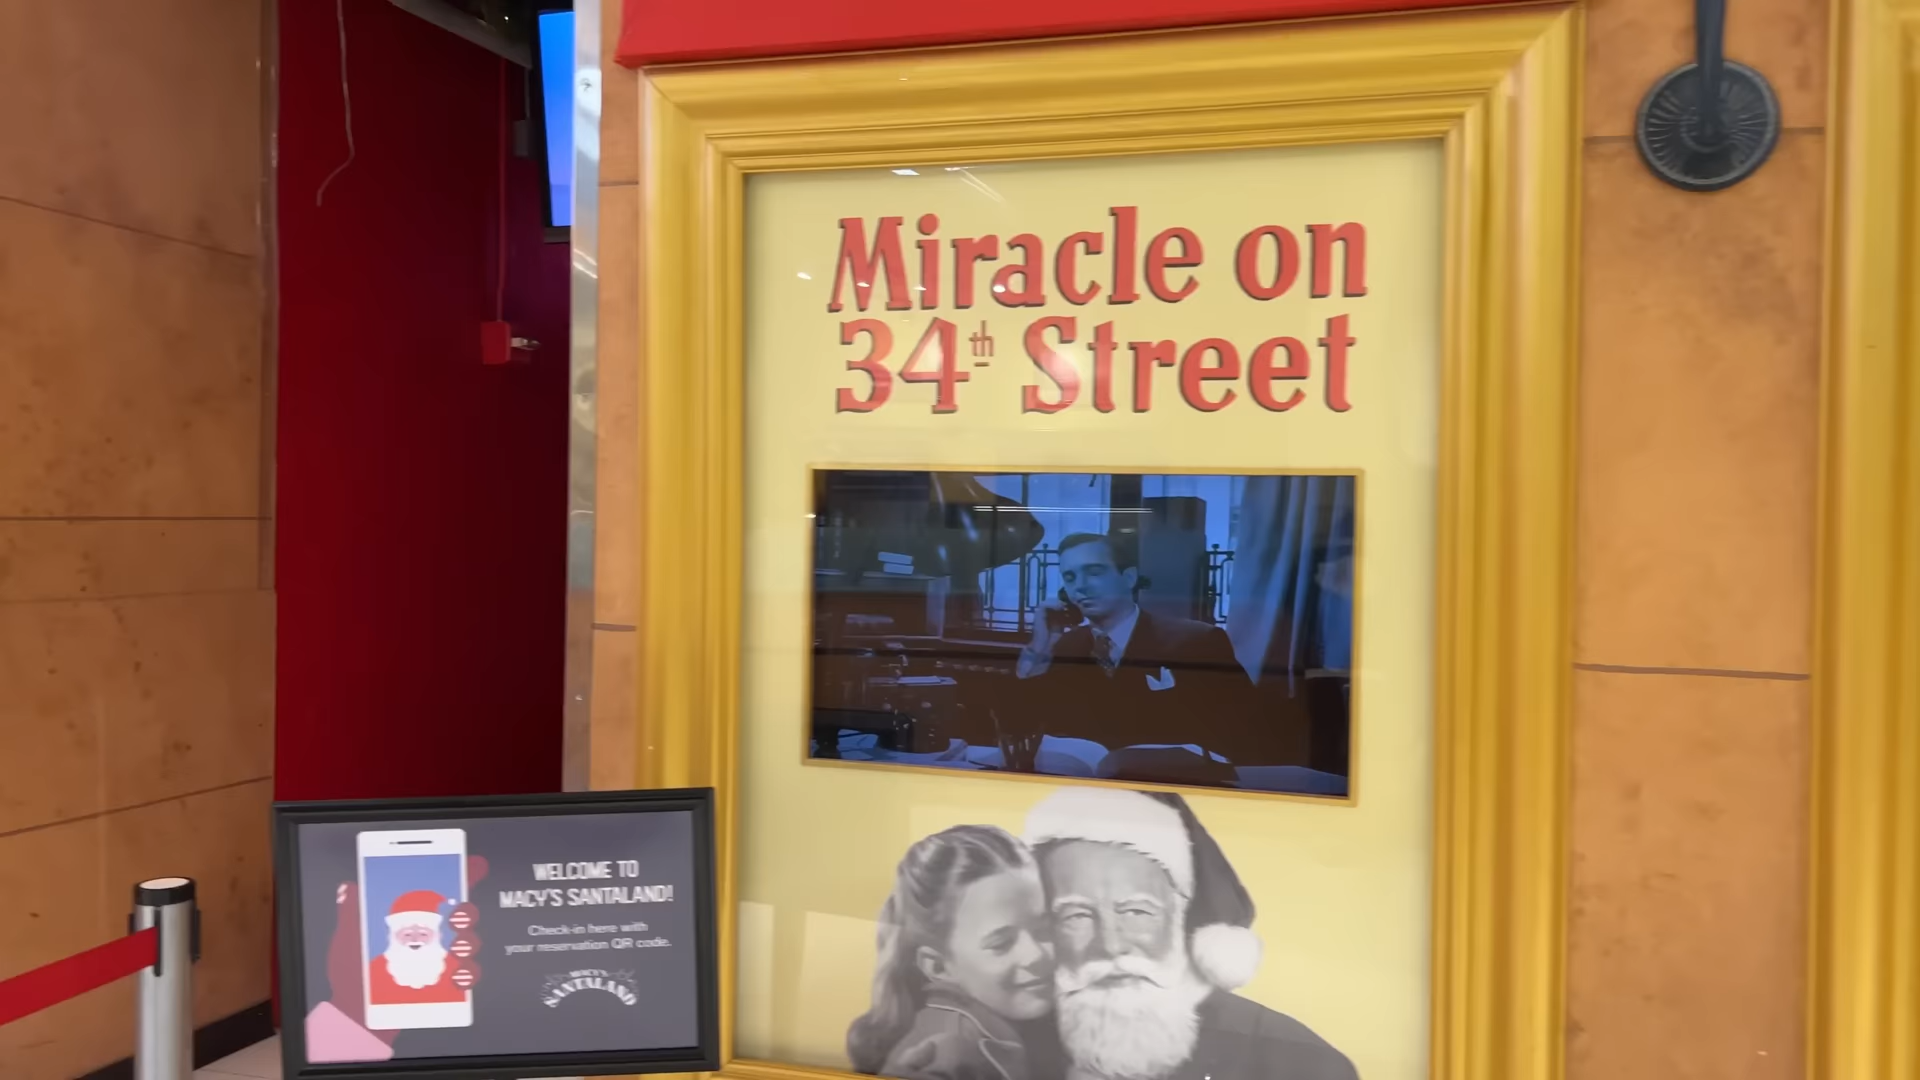 Miracle on
34th Street
WELCOME TO
MACY'S SANTALAND!
Check-in here with
your reservation QR code.
MACY'S
SANTALAND